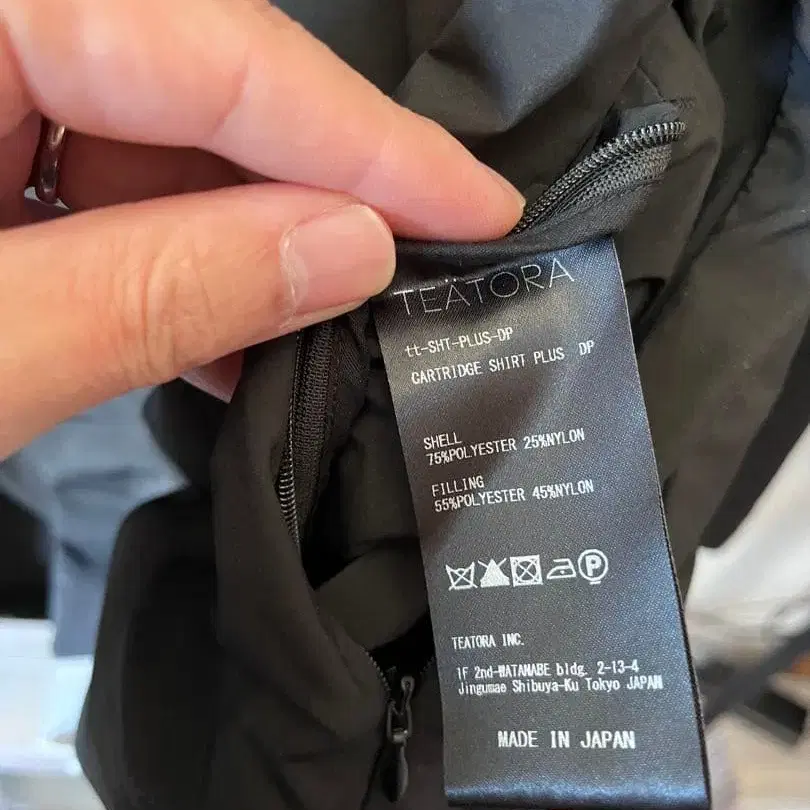 TEÄTORA
tt-SHT-PLUS-DP
CARTRIDGE SHIRT PLUS DP
SHELL
75%POLYESTER 25%NYLON
FILLING
55%POLYESTER 45%NYLON
P
TEATORA INC.
1F 2nd-WATANABE bldg. 2-13-4
Jingumae Shibuya-Ku Tokyo JAPAN
MADE IN JAPAN